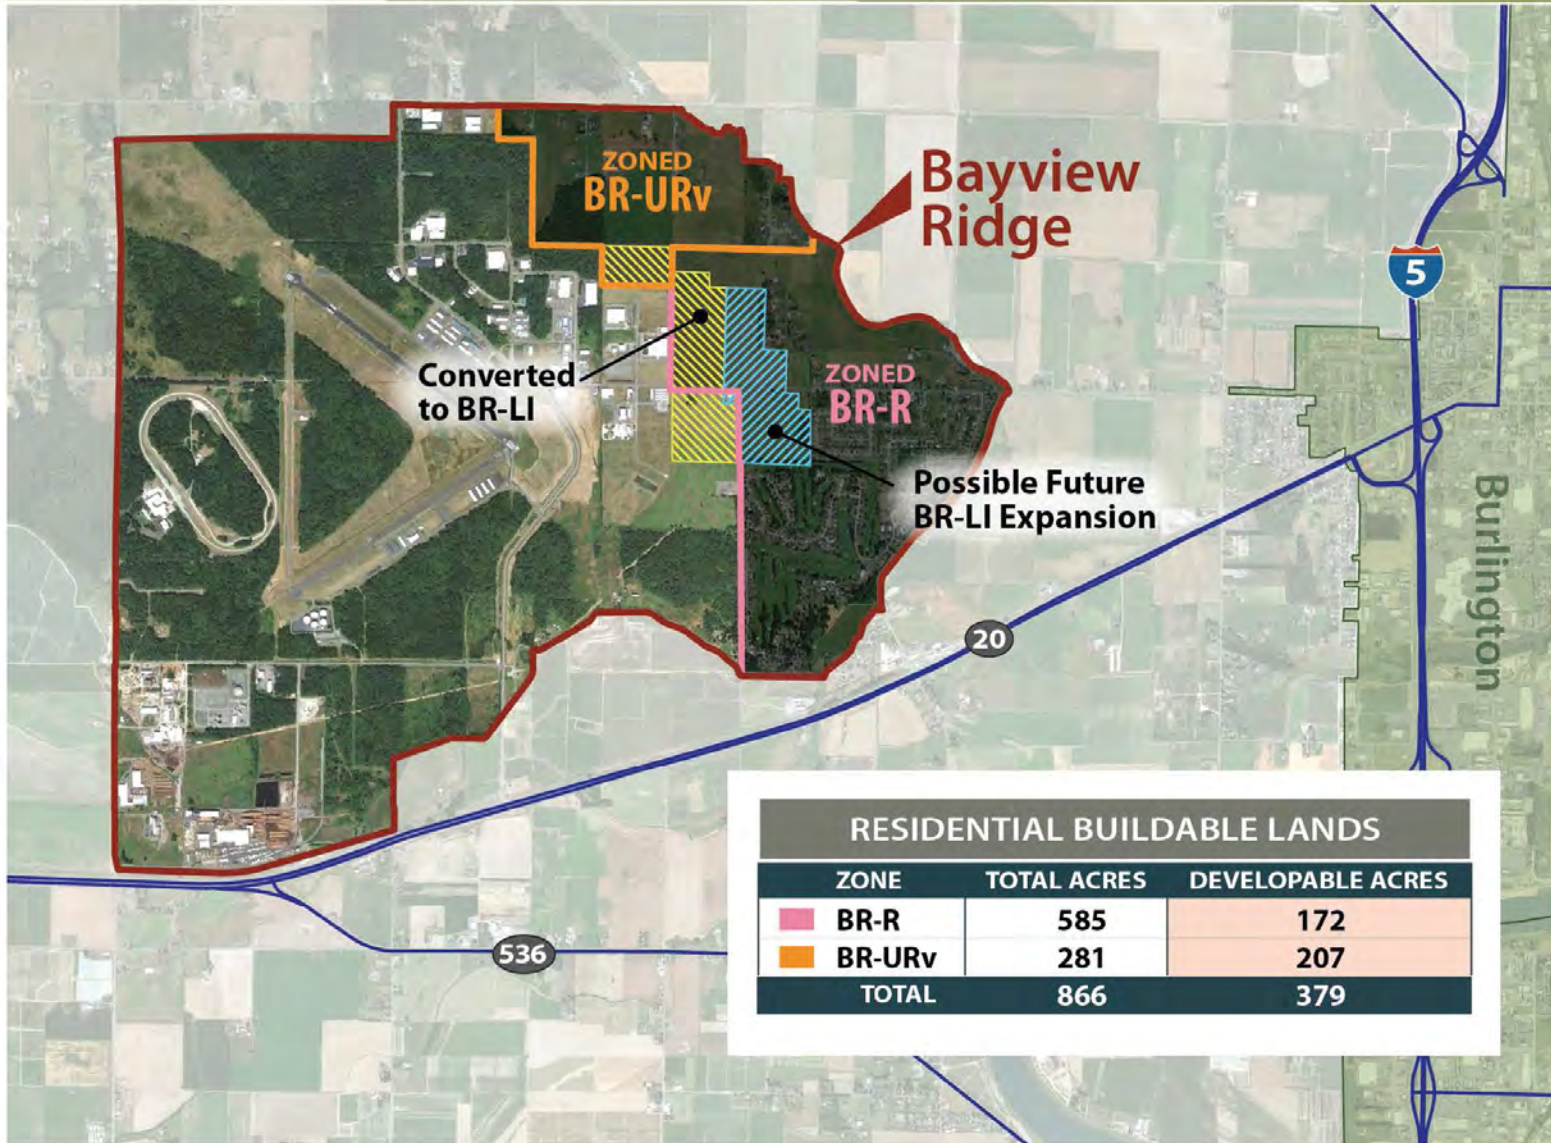 ZONED
BR-URv
Bayview
Ridge
5
Converted
to BR-LI
ZONED
BR-R
Possible Future
BR-LI Expansion
Burlington
20
536
RESIDENTIAL BUILDABLE LANDS
ZONE TOTAL ACRES DEVELOPABLE ACRES
BR-R 585 172
BR-URv 281 207
TOTAL 866 379